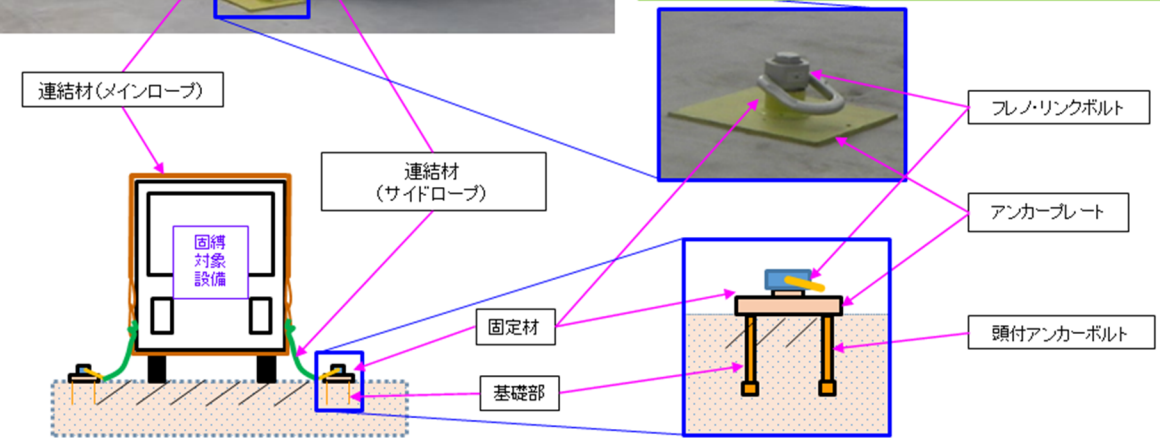 連結材(メインロープ)
フレノ・リンクボルト
連結材
(サイドロープ)
アンカープレート
固縛
対象
設備
固定材
頭付アンカーボルト
基礎部